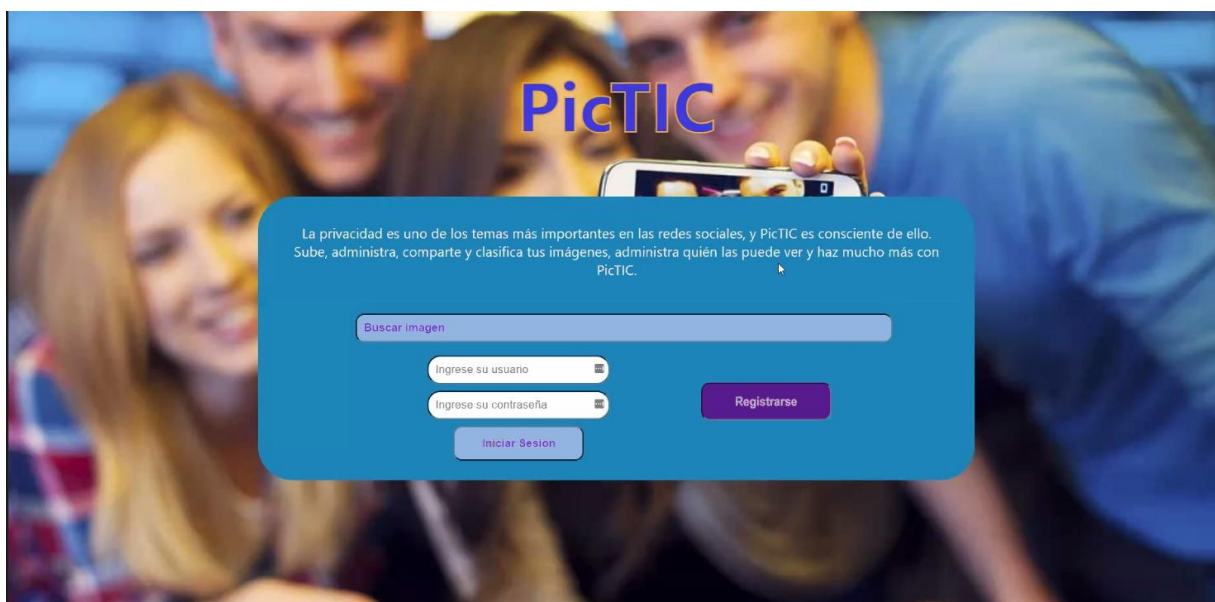 PicTIC
La privacidad es uno de los temas más importantes en las redes sociales, y PicTIC es consciente de ello.
Sube, administra, comparte y clasifica tus imágenes, administra quién las puede ver y haz mucho más con
PicTIC.
Buscar imagen
Ingrese su usuario
Ingrese su contraseña
Registrarse
Iniciar Sesion